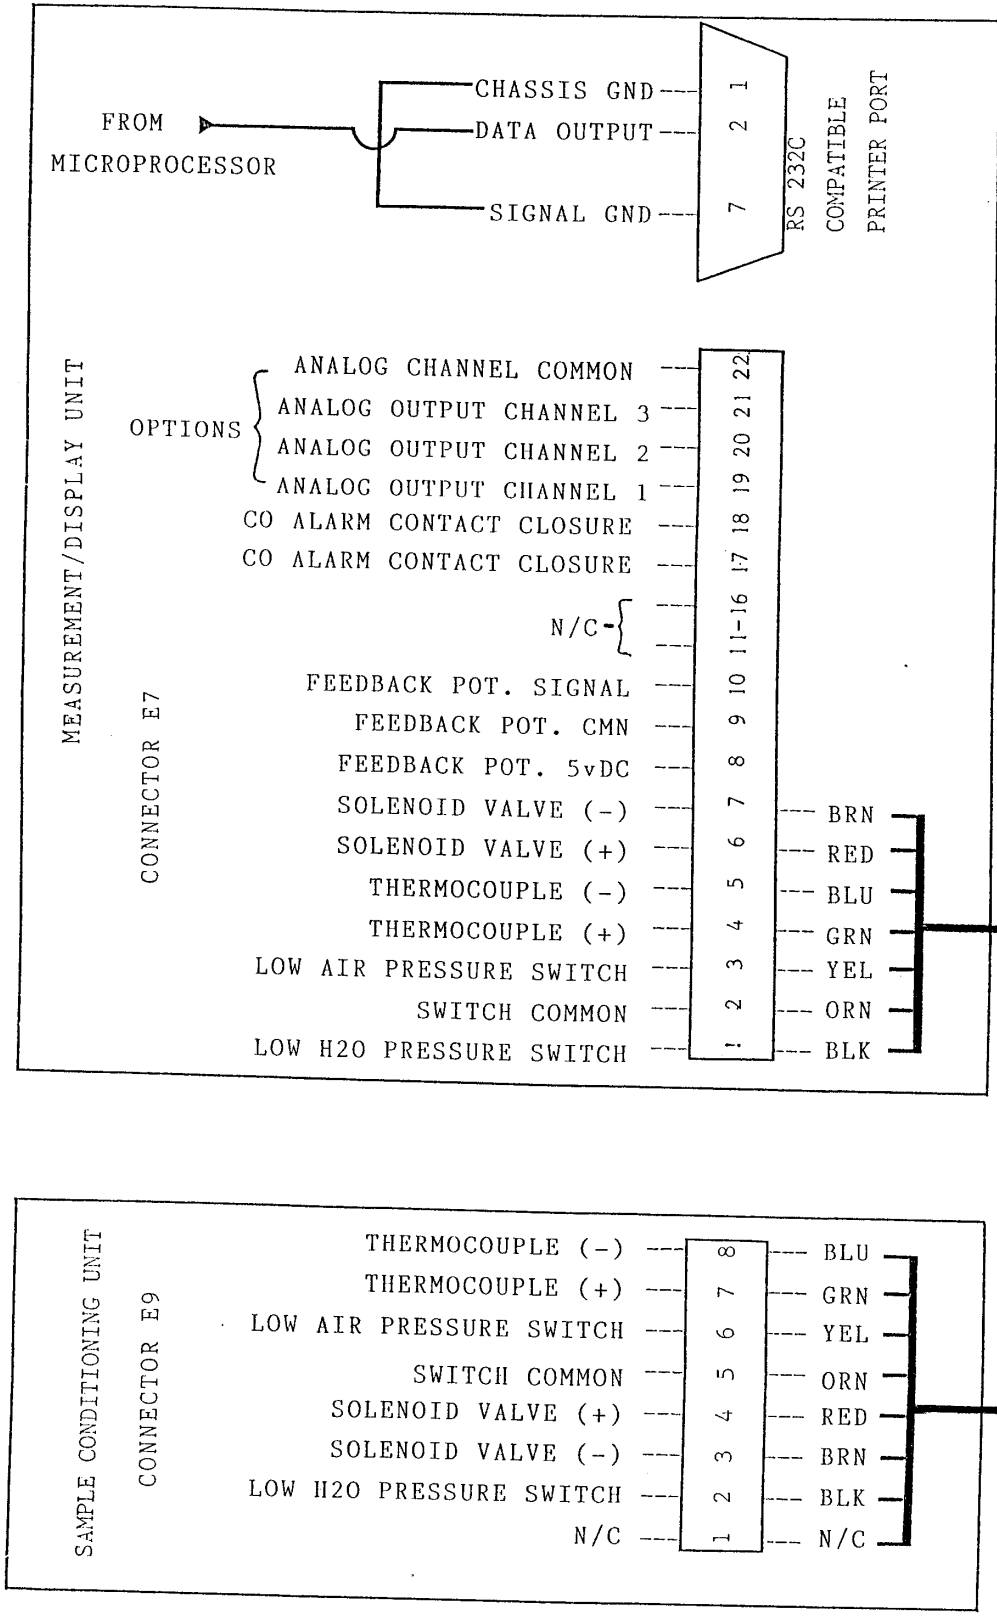 CHASSIS GND --- 1
FROM
DATA OUTPUT --- 2
MICROPROCESSOR
SIGNAL GND --- 7
RS 232C
COMPATIBLE
PRINTER PORT
MEASUREMENT/DISPLAY UNIT
CONNECTOR E7
OPTIONS
ANALOG CHANNEL COMMON --- 22
ANALOG OUTPUT CHANNEL 3 --- 21
ANALOG OUTPUT CHANNEL 2 --- 20
ANALOG OUTPUT CHANNEL 1 --- 19
CO ALARM CONTACT CLOSURE --- 18
CO ALARM CONTACT CLOSURE --- 17
N/C 11-16
FEEDBACK POT. SIGNAL --- 10
FEEDBACK POT. CMN --- 9
FEEDBACK POT. 5vDC --- 8
SOLENOID VALVE (-) --- 7 --- BRN
SOLENOID VALVE (+) --- 6 --- RED
THERMOCOUPLE (-) --- 5 --- BLU
THERMOCOUPLE (+) --- 4 --- GRN
LOW AIR PRESSURE SWITCH --- 3 --- YEL
SWITCH COMMON --- 2 --- ORN
LOW H2O PRESSURE SWITCH --- 1 --- BLK
SAMPLE CONDITIONING UNIT
CONNECTOR E9
THERMOCOUPLE (-) --- 8 --- BLU
THERMOCOUPLE (+) --- 7 --- GRN
LOW AIR PRESSURE SWITCH --- 6 --- YEL
SWITCH COMMON --- 5 --- ORN
SOLENOID VALVE (+) --- 4 --- RED
SOLENOID VALVE (-) --- 3 --- BRN
LOW H2O PRESSURE SWITCH --- 2 --- BLK
N/C --- 1 --- N/C